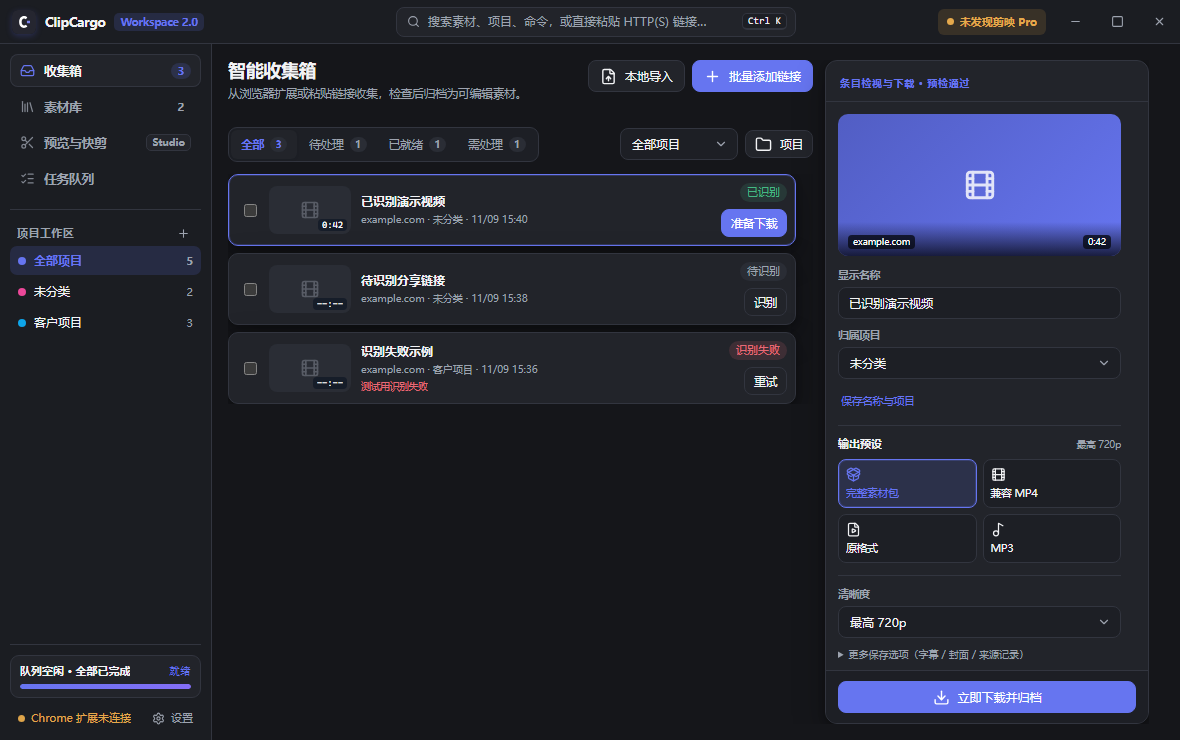 C ClipCargo Workspace 2.0
搜索素材、项目、命令，或直接粘贴 HTTP(S) 链接... Ctrl K
未发现剪映 Pro
收集箱 3
素材库 2
预览与快剪 Studio
任务队列
项目工作区 +
全部项目 5
未分类 2
客户项目 3
队列空闲 • 全部已完成 就绪
Chrome 扩展未连接 设置
智能收集箱
从浏览器扩展或粘贴链接收集，检查后归档为可编辑素材。
本地导入 批量添加链接
全部 3 待处理 1 已就绪 1 需处理 1
全部项目 项目
已识别演示视频 已识别
example.com · 未分类 · 11/09 15:40
0:42
准备下载
待识别分享链接 待识别
example.com · 未分类 · 11/09 15:38
--:--
识别
识别失败示例 识别失败
example.com · 客户项目 · 11/09 15:36
--:--
测试用识别失败
重试
条目检视与下载 • 预检通过
example.com 0:42
显示名称
已识别演示视频
归属项目
未分类
保存名称与项目
输出预设 最高 720p
完整素材包 兼容 MP4
原格式 MP3
清晰度
最高 720p
更多保存选项（字幕 / 封面 / 来源记录）
立即下载并归档